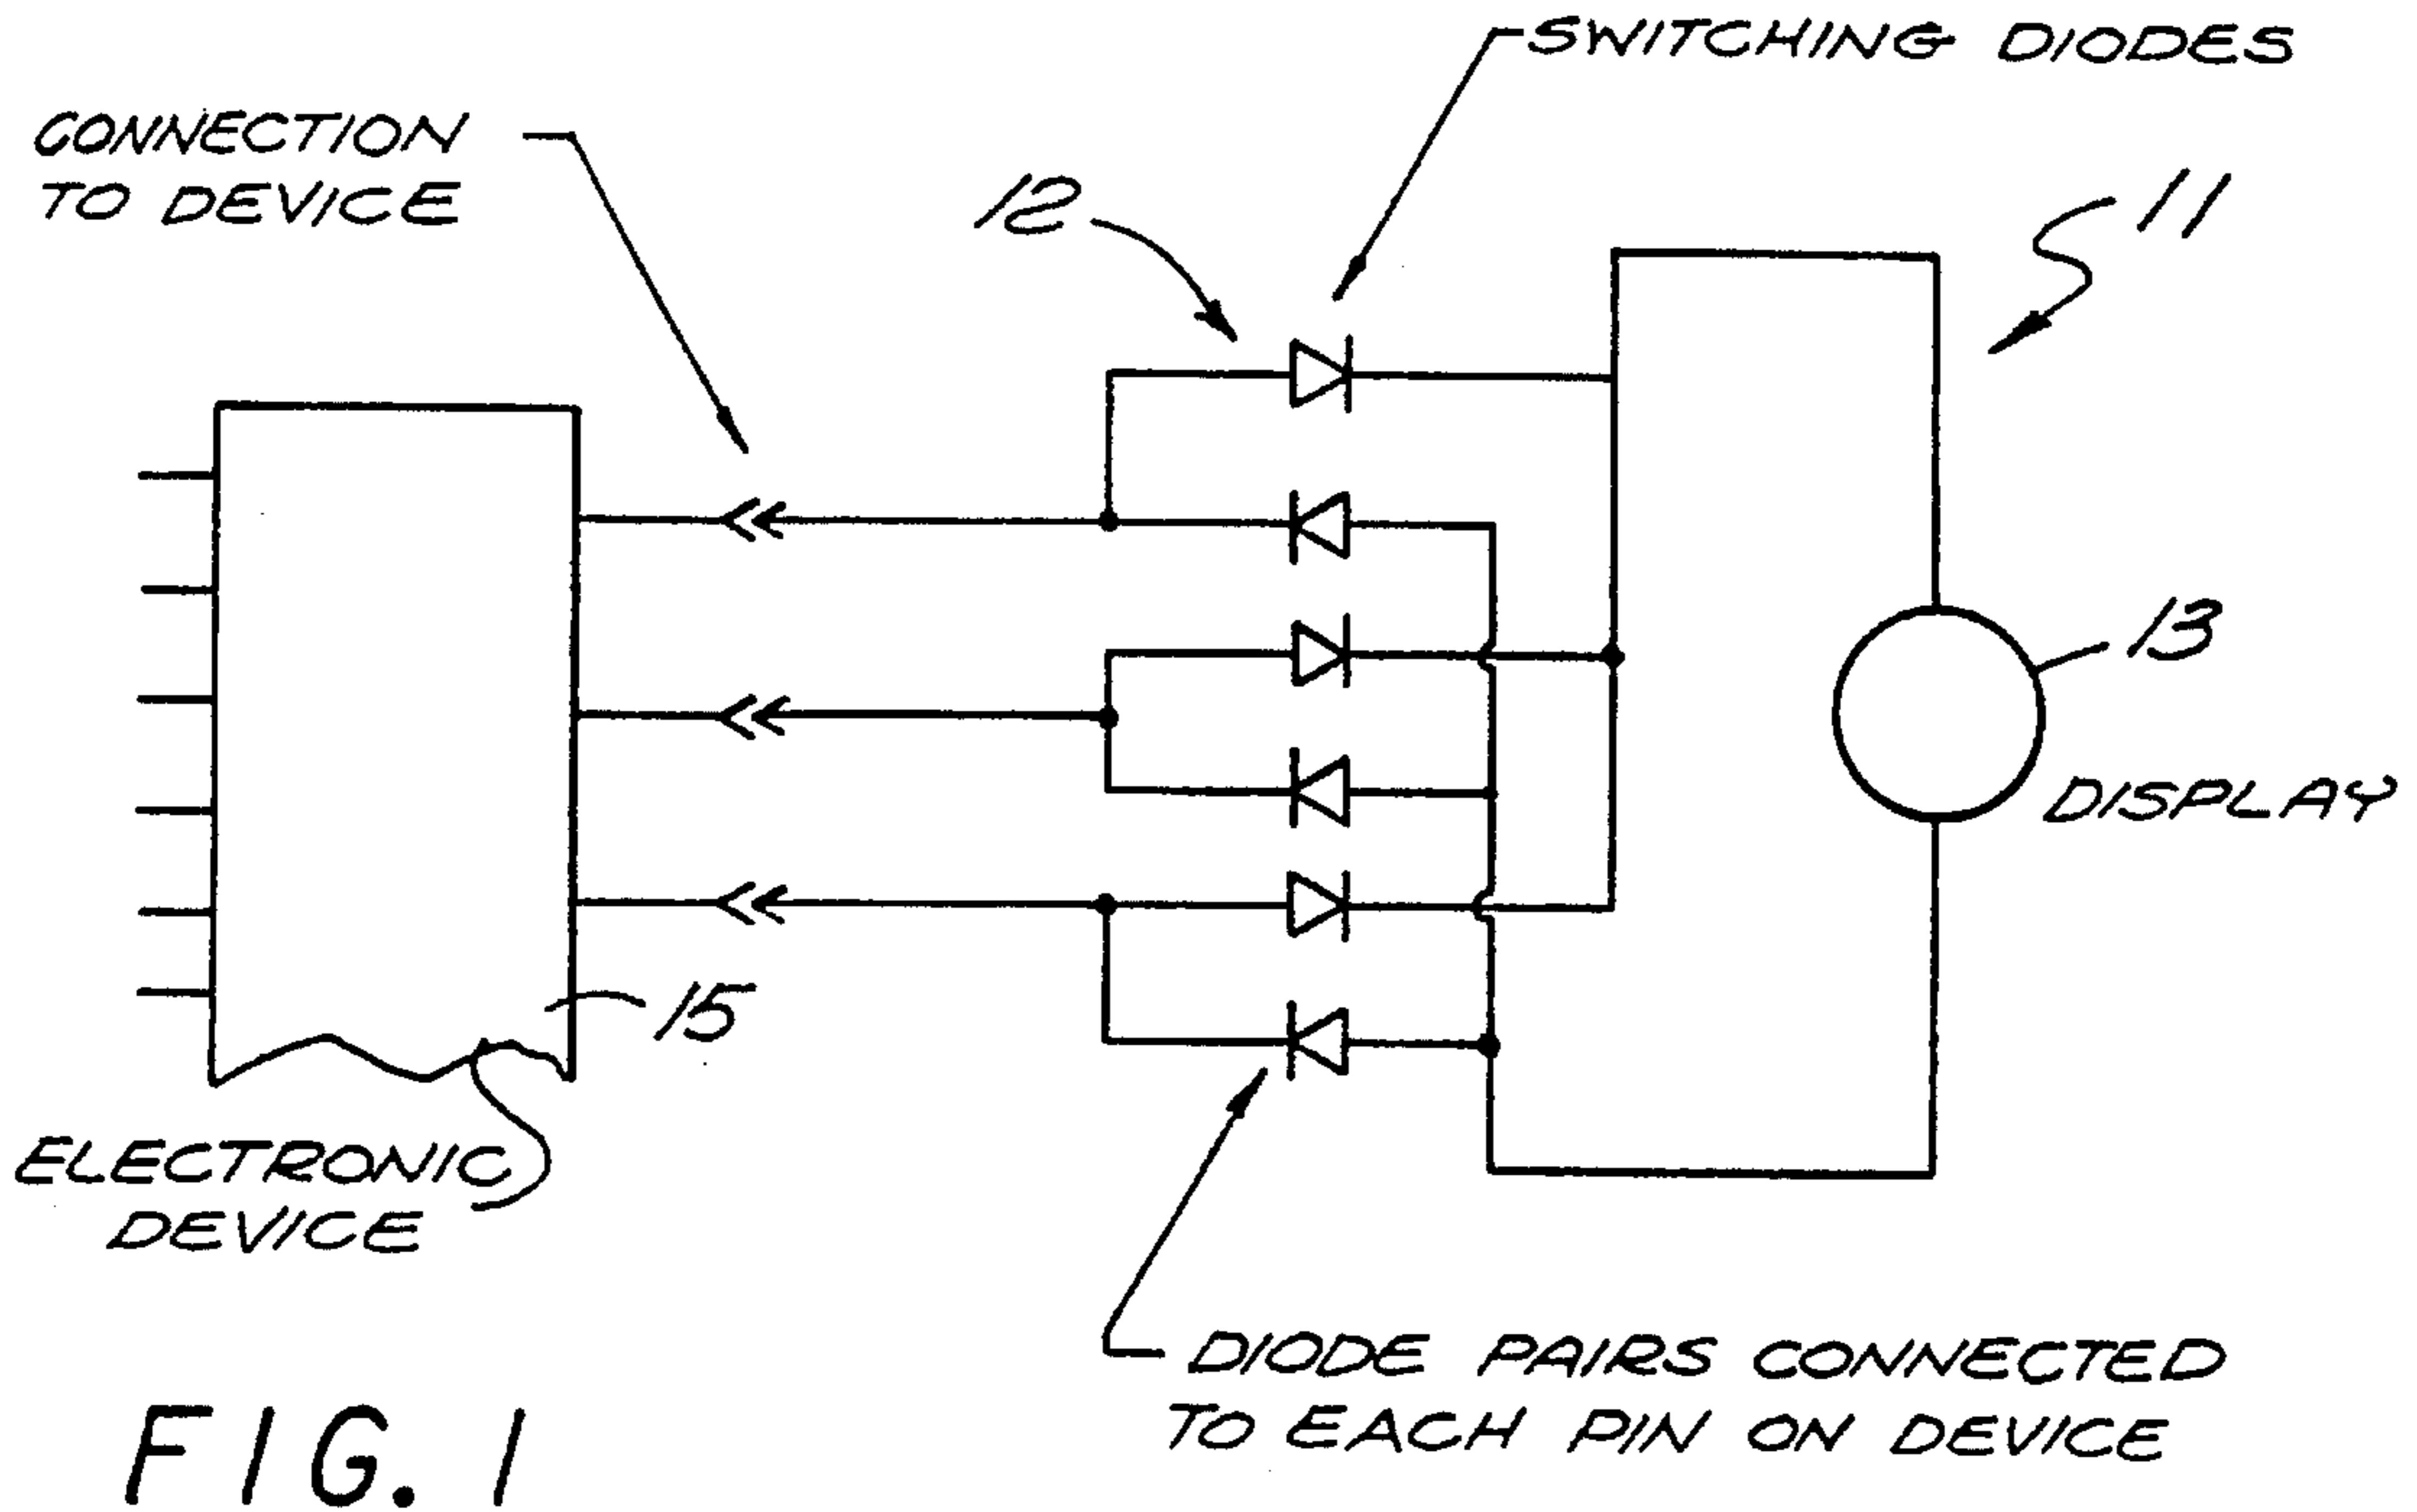 SWITCHING DIODES
CONNECTION
TO DEVICE
12
11
13
DISPLAY
15
ELECTRONIC
DEVICE
DIODE PAIRS CONNECTED
TO EACH PIN ON DEVICE
FIG. 1